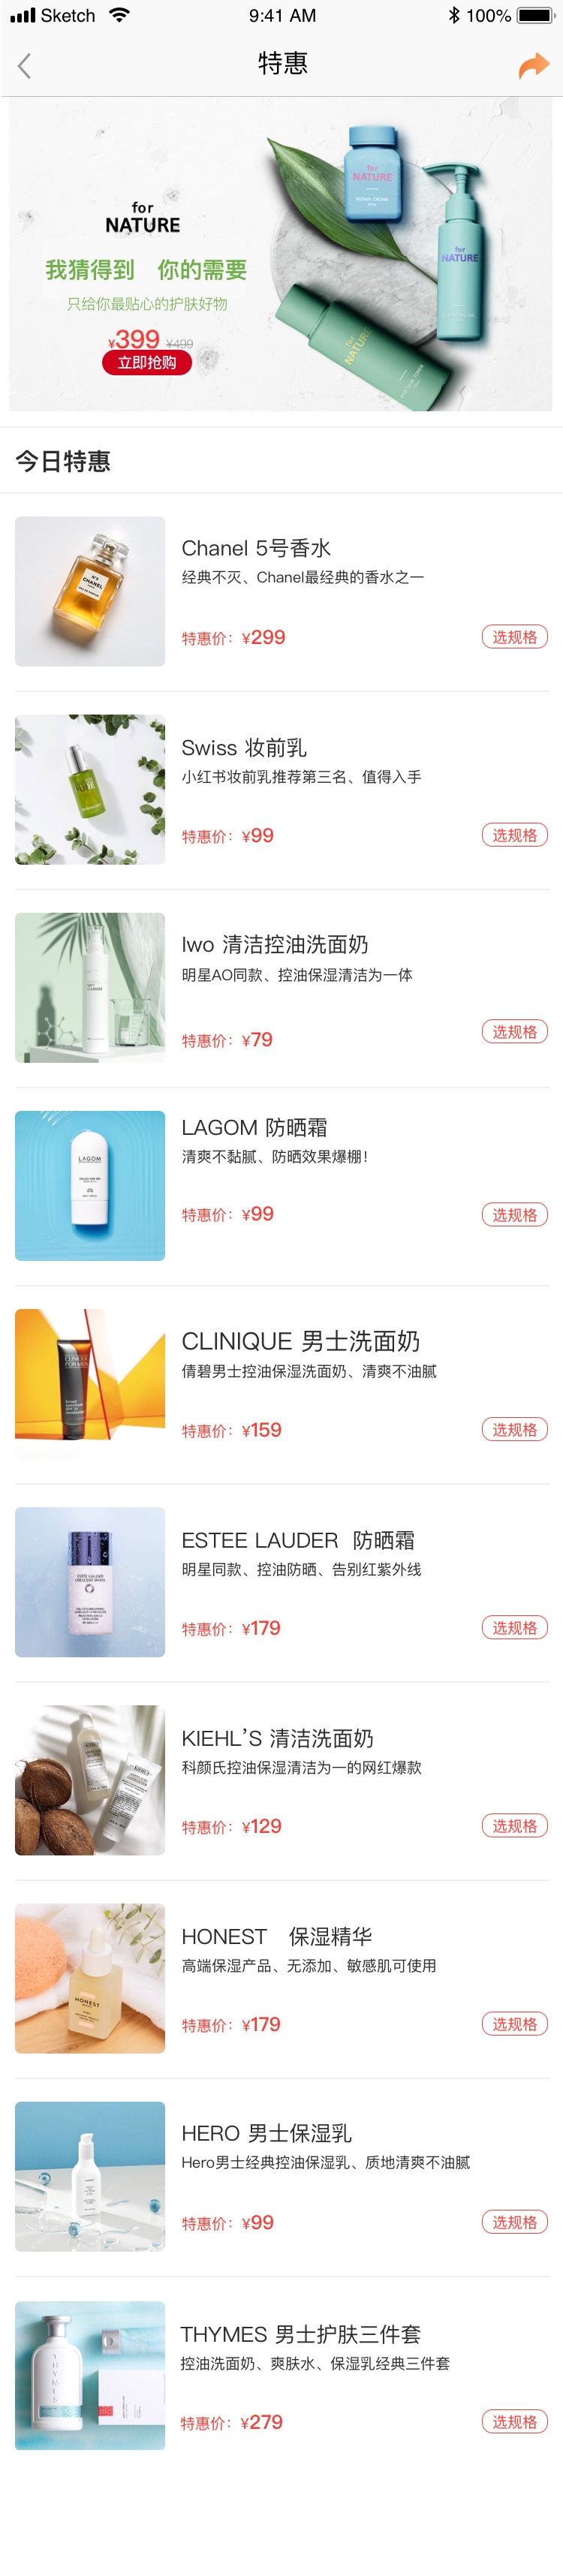 Sketch 9:41 AM 100%
特惠
for
NATURE
我猜得到 你的需要
只给你最贴心的护肤好物
¥399 ¥499
立即抢购
for
NATURE
REPAIR CREAM
for
NATURE
for
NATURE
今日特惠
Chanel 5号香水
经典不灭、Chanel最经典的香水之一
特惠价：¥299
选规格
N°5
CHANEL
Swiss 妆前乳
小红书妆前乳推荐第三名、值得入手
特惠价：¥99
选规格
Iwo 清洁控油洗面奶
明星AO同款、控油保湿清洁为一体
特惠价：¥79
选规格
LAGOM 防晒霜
清爽不黏腻、防晒效果爆棚！
特惠价：¥99
选规格
LAGOM
CLINIQUE 男士洗面奶
倩碧男士控油保湿洗面奶、清爽不油腻
特惠价：¥159
选规格
CLINIQUE
FOR MEN
ESTEE LAUDER 防晒霜
明星同款、控油防晒、告别红紫外线
特惠价：¥179
选规格
ESTEE LAUDER
CRESCENT WHITE
KIEHL’S 清洁洗面奶
科颜氏控油保湿清洁为一的网红爆款
特惠价：¥129
选规格
HONEST 保湿精华
高端保湿产品、无添加、敏感肌可使用
特惠价：¥179
选规格
HONEST
HERO 男士保湿乳
Hero男士经典控油保湿乳、质地清爽不油腻
特惠价：¥99
选规格
THYMES 男士护肤三件套
控油洗面奶、爽肤水、保湿乳经典三件套
特惠价：¥279
选规格
THYMES